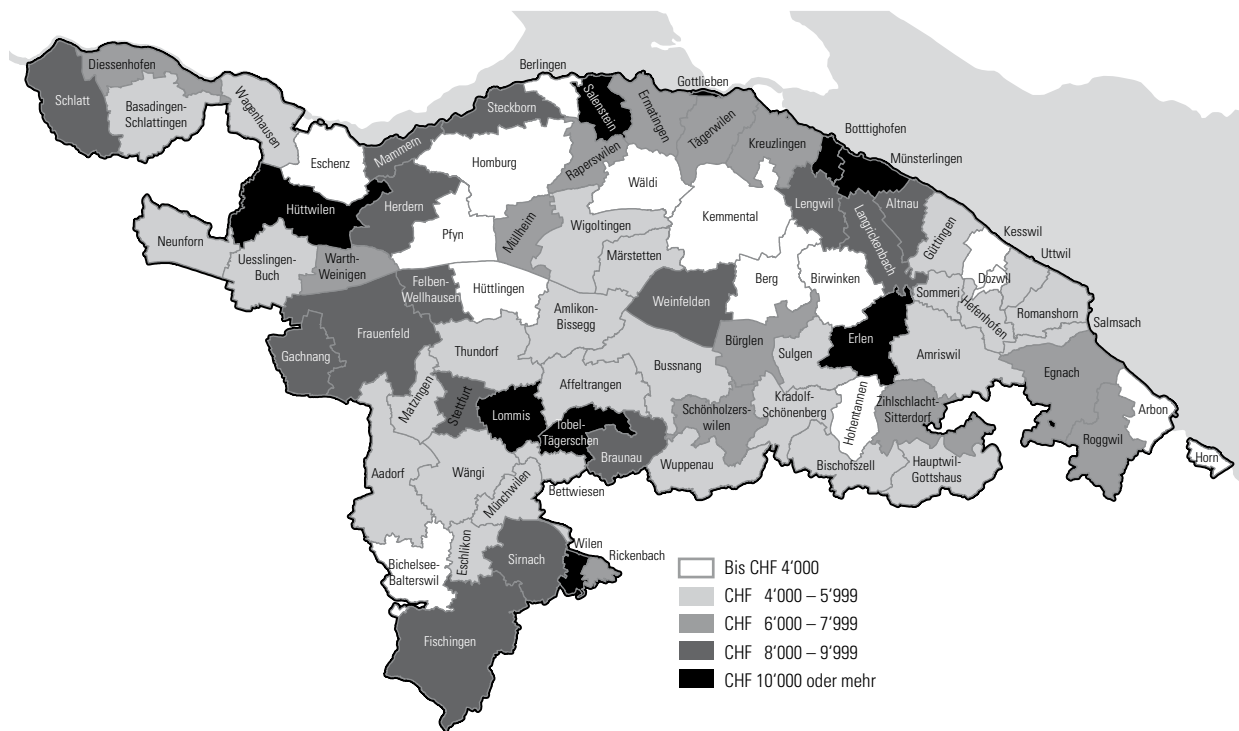 Diessenhofen
Schlatt
Basadingen-
Schlattingen
Wagenhausen
Eschenz
Mammern
Steckborn
Berlingen
Salenstein
Ermatingen
Gottlieben
Tägerwilen
Kreuzlingen
Botttighofen
Münsterlingen
Homburg
Raperswilen
Wäldi
Hüttwilen
Herdern
Pfyn
Müllheim
Wigoltingen
Märstetten
Kemmental
Lengwil
Langrickenbach
Altnau
Güttingen
Kesswil
Uttwil
Dozwil
Neunforn
Uesslingen-
Buch
Warth-
Weinigen
Felben-
Wellhausen
Hüttlingen
Amlikon-
Bissegg
Weinfelden
Berg
Birwinken
Sommeri
Hefenhofen
Romanshorn
Salmsach
Frauenfeld
Gachnang
Thundorf
Bürglen
Sulgen
Erlen
Amriswil
Egnach
Matzingen
Stettfurt
Lommis
Affeltrangen
Bussnang
Tobel-
Tägerschen
Braunau
Schönholzers-
wilen
Kradolf-
Schönenberg
Hohentannen
Zihlschlacht-
Sitterdorf
Arbon
Roggwil
Horn
Aadorf
Wängi
Münchwilen
Bettwiesen
Wuppenau
Bischofszell
Hauptwil-
Gottshaus
Bichelsee-
Balterswil
Eschlikon
Sirnach
Wilen
Rickenbach
Fischingen
Bis CHF 4‘000
CHF 4‘000 – 5‘999
CHF 6‘000 – 7‘999
CHF 8‘000 – 9‘999
CHF 10‘000 oder mehr